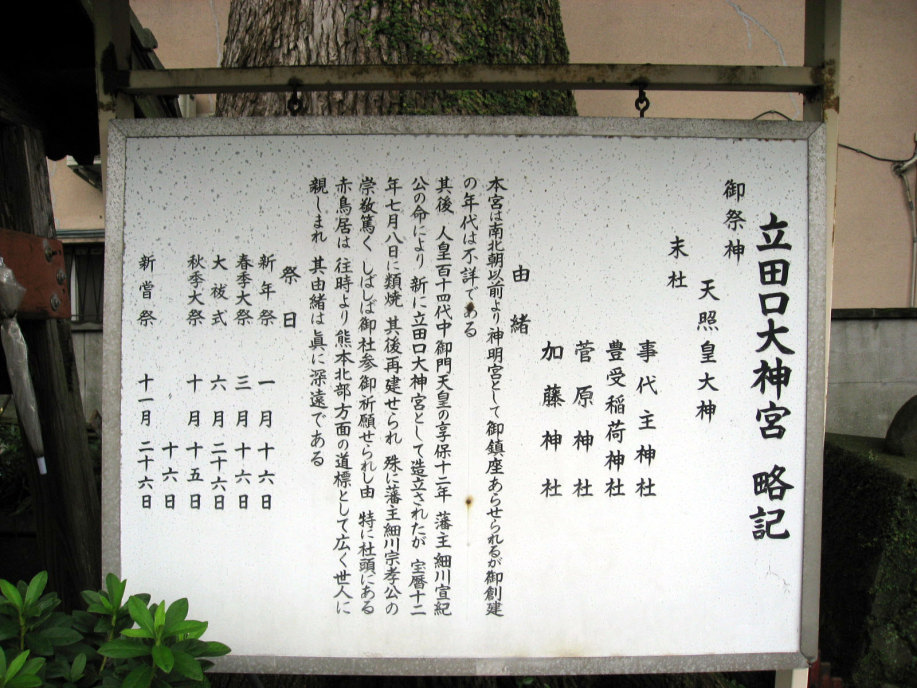 立田口大神宮 略記
御祭神
天照皇大神
末社
事代主神社
豊受稲荷神社
菅原神社
加藤神社
由緒
本宮は南北朝以前より神明宮として御鎮座あらせられるが御創建
の年代は不詳である
其後 人皇百十四代中御門天皇の享保十二年 藩主 細川宣紀
公の命により 新に立田口大神宮として造立されたが 宝暦十二
年七月八日に類焼 其後再建せられ 殊に藩主細川宗孝公の
崇敬篤く しばしば御社参御祈願せられし由 特に社頭にある
赤鳥居は 往時より熊本北部方面の道標として広く世人に
親しまれ 其由緒は眞に深遠である
祭日
新年祭 一月十六日
春季大祭 三月十六日
大祓式 六月二十六日
十六日
秋季大祭 十月十五日
新嘗祭 十一月二十六日